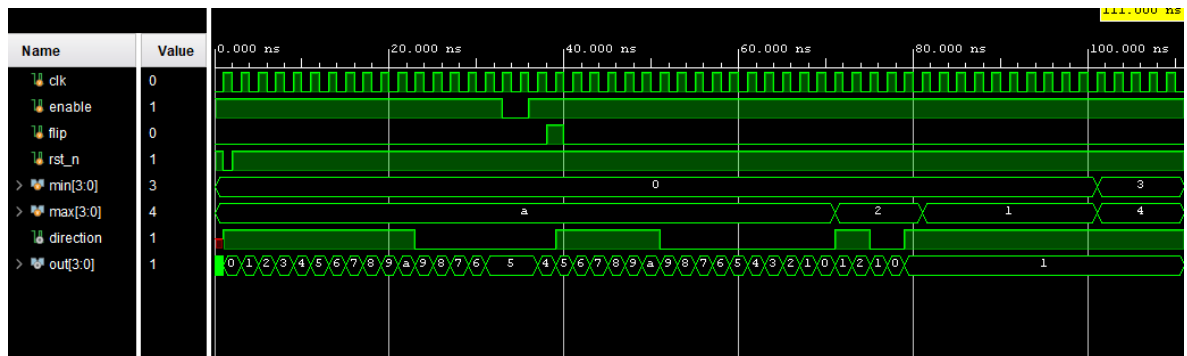 111.000 ns
Name Value 0.000 ns 20.000 ns 40.000 ns 60.000 ns 80.000 ns 100.000 ns
clk 0
enable 1
flip 0
rst_n 1
> min[3:0] 3 0 3
> max[3:0] 4 a 2 1 4
direction 1
> out[3:0] 1 0 1 2 3 4 5 6 7 8 9 a 9 8 7 6 5 4 5 6 7 8 9 a 9 8 7 6 5 4 3 2 1 0 1 2 1 0 1